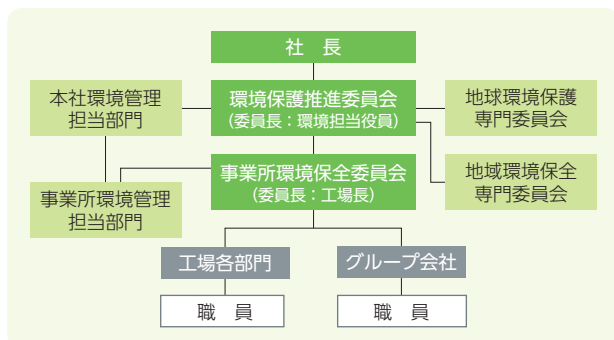 社　長
本社環境管理
担当部門
環境保護推進委員会
（委員長：環境担当役員）
地球環境保護
専門委員会
事業所環境管理
担当部門
事業所環境保全委員会
（委員長：工場長）
地域環境保全
専門委員会
工場各部門
グループ会社
職　員
職　員